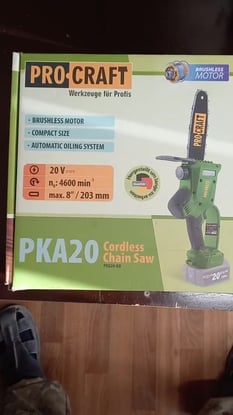 PRO-CRAFT
Werkzeuge für Profis
BRUSHLESS
MOTOR
- BRUSHLESS MOTOR
- COMPACT SIZE
- AUTOMATIC OILING SYSTEM
20 V
n₀: 4600 min⁻¹
max. 8" / 203 mm
PRO-CRAFT
PKA20
Cordless
Chain Saw
20